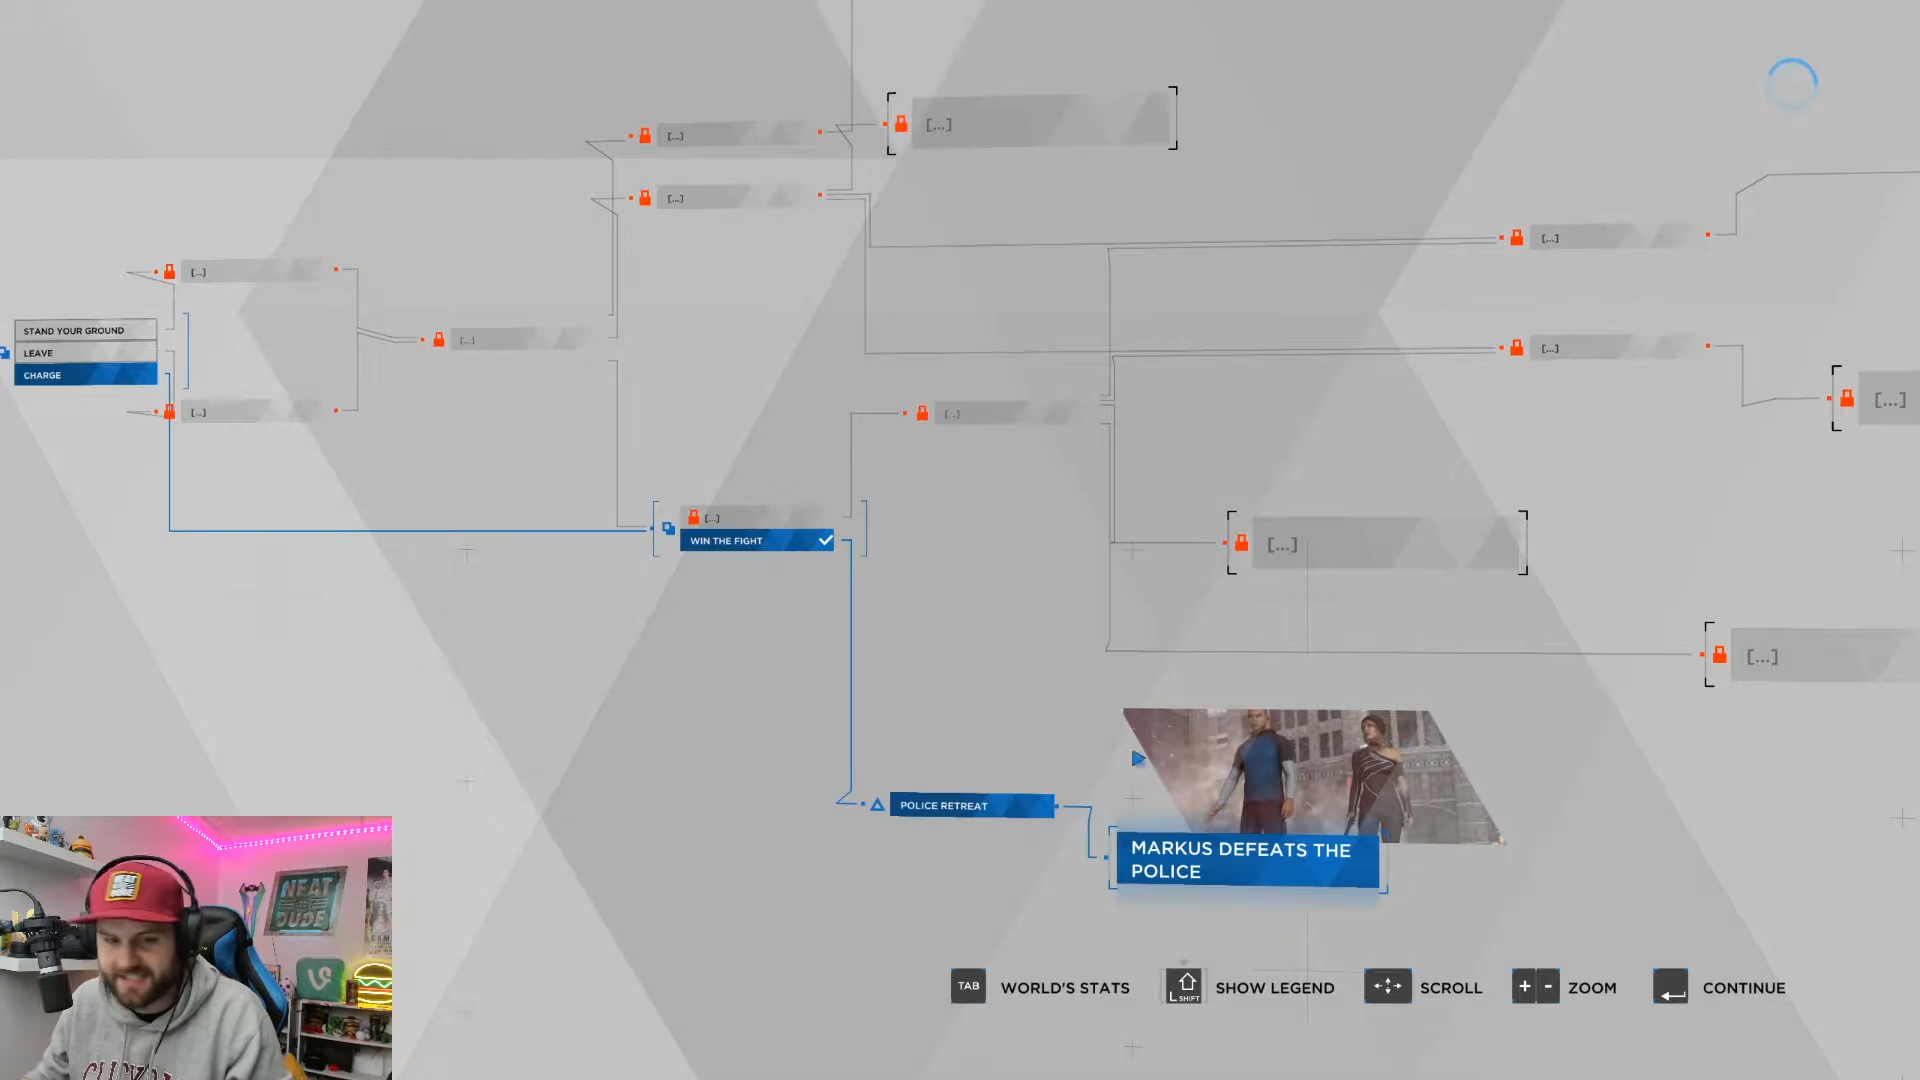 [...]
[...]
[...]
[...]
[...]
STAND YOUR GROUND
LEAVE
CHARGE
[...]
[...]
[...]
[...]
[...]
[...]
WIN THE FIGHT
[...]
[...]
POLICE RETREAT
MARKUS DEFEATS THE
POLICE
NEAT
DUDE
TAB WORLD'S STATS
L SHIFT SHOW LEGEND
SCROLL
+ - ZOOM
CONTINUE